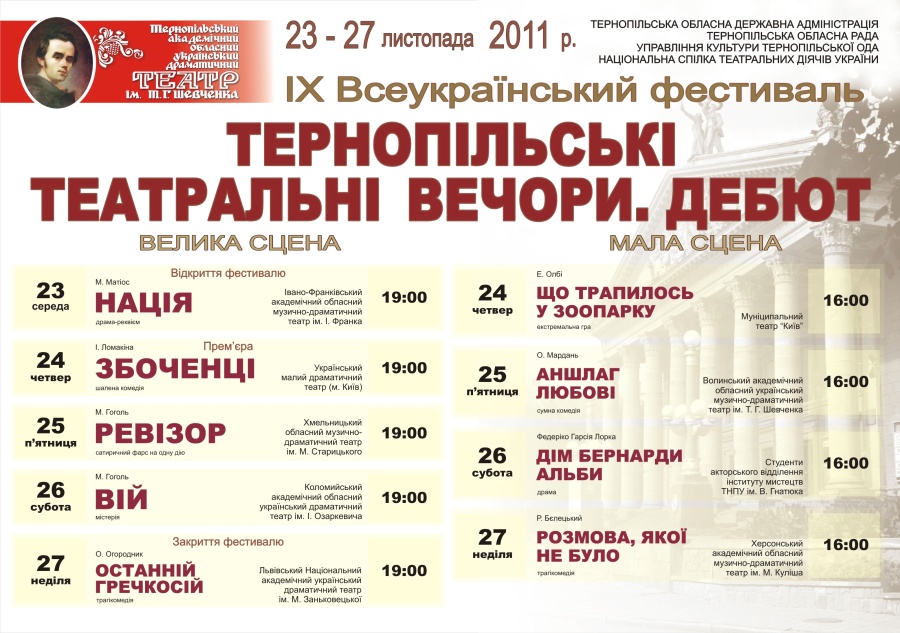 Тернопільський
академічний
обласний
український
драматичний
ТЕАТР
ім. Т. Г. Шевченка
23 - 27 листопада 2011 р.
ТЕРНОПІЛЬСЬКА ОБЛАСНА ДЕРЖАВНА АДМІНІСТРАЦІЯ
ТЕРНОПІЛЬСЬКА ОБЛАСНА РАДА
УПРАВЛІННЯ КУЛЬТУРИ ТЕРНОПІЛЬСЬКОЇ ОДА
НАЦІОНАЛЬНА СПІЛКА ТЕАТРАЛЬНИХ ДІЯЧІВ УКРАЇНИ
IX Всеукраїнський фестиваль
ТЕРНОПІЛЬСЬКІ
ТЕАТРАЛЬНІ ВЕЧОРИ. ДЕБЮТ
ВЕЛИКА СЦЕНА
Відкриття фестивалю
23
середа
М. Матіос
НАЦІЯ
драма-реквієм
Івано-Франківський
академічний обласний
музично-драматичний
театр ім. І. Франка
19:00
Прем’єра
24
четвер
І. Ломакіна
ЗБОЧЕНЦІ
шалена комедія
Український
малий драматичний
театр (м. Київ)
19:00
25
п’ятниця
М. Гоголь
РЕВІЗОР
сатиричний фарс на одну дію
Хмельницький
обласний музично-
драматичний театр
ім. М. Старицького
19:00
26
субота
М. Гоголь
ВІЙ
містерія
Коломийський
академічний обласний
український драматичний
театр ім. І. Озаркевича
19:00
Закриття фестивалю
27
неділя
О. Огородник
ОСТАННІЙ
ГРЕЧКОСІЙ
трагікомедія
Львівський Національний
академічний український
драматичний театр
ім. М. Заньковецької
19:00
МАЛА СЦЕНА
24
четвер
Е. Олбі
ЩО ТРАПИЛОСЬ
У ЗООПАРКУ
екстремальна гра
Муніципальний
театр “Київ”
16:00
25
п’ятниця
О. Мардань
АНШЛАГ
ЛЮБОВІ
сумна комедія
Волинський академічний
обласний український
музично-драматичний
театр ім. Т. Г. Шевченка
16:00
26
субота
Федеріко Гарсія Лорка
ДІМ БЕРНАРДИ
АЛЬБИ
драма
Студенти
акторського відділення
інституту мистецтв
ТНПУ ім. В. Гнатюка
16:00
27
неділя
Р. Бєлецький
РОЗМОВА, ЯКОЇ
НЕ БУЛО
трагікомедія
Херсонський
академічний обласний
музично-драматичний
театр ім. М. Куліша
16:00